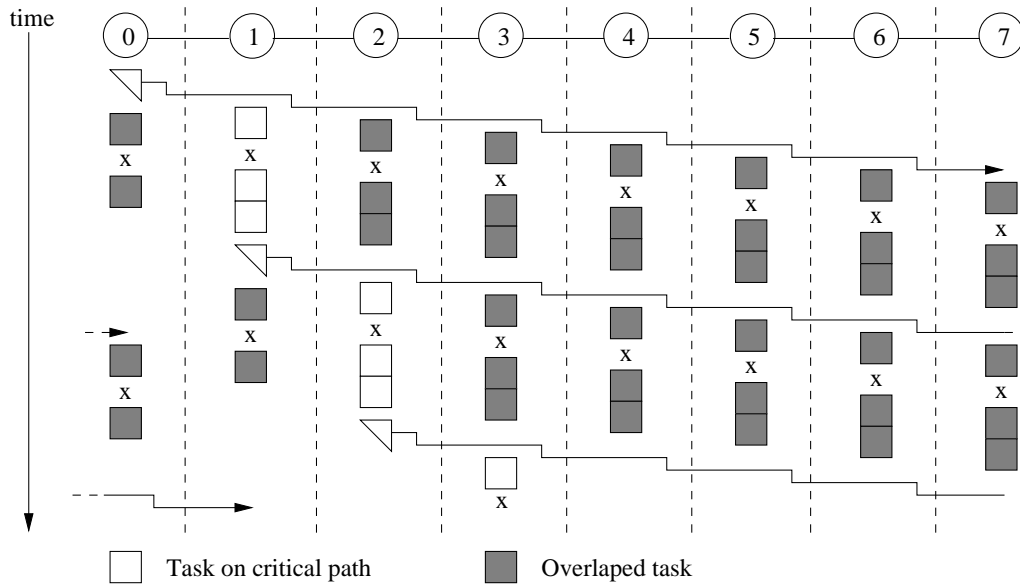 time
0 1 2 3 4 5 6 7
x x x x x x x x
x x x x x x x x
x
Task on critical path
Overlaped task